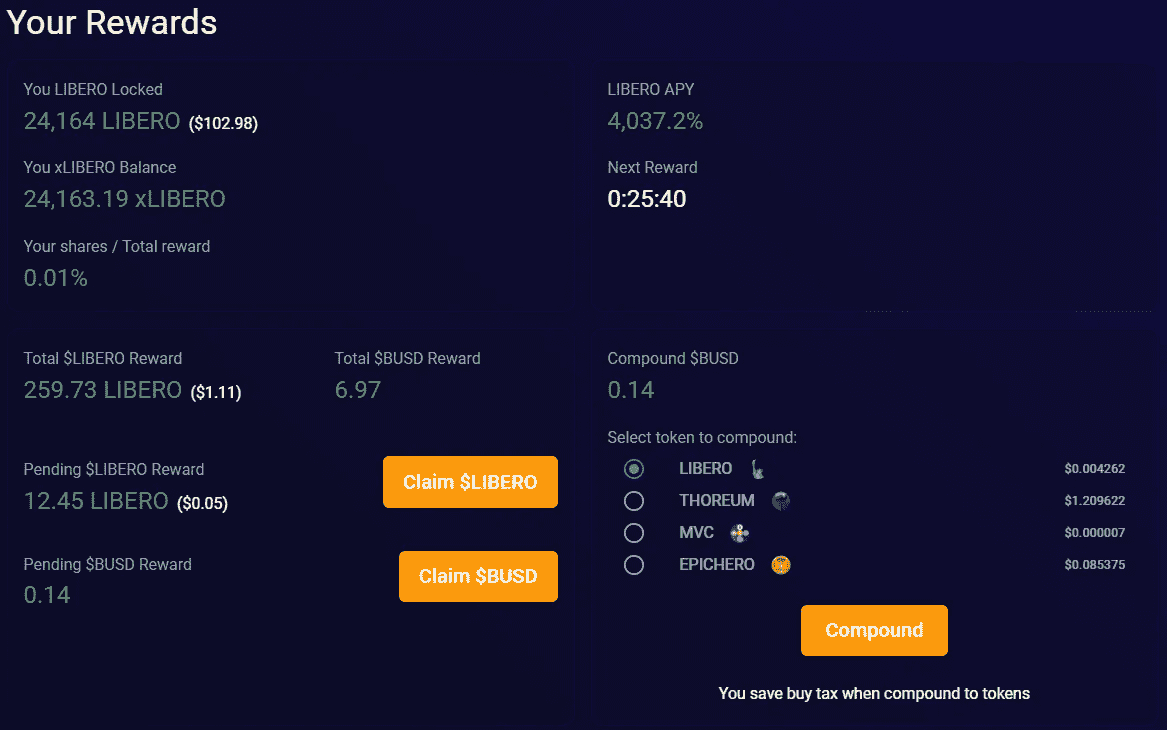 Your Rewards
You LIBERO Locked
24,164 LIBERO ($102.98)
You xLIBERO Balance
24,163.19 xLIBERO
Your shares / Total reward
0.01%
LIBERO APY
4,037.2%
Next Reward
0:25:40
Total $LIBERO Reward
259.73 LIBERO ($1.11)
Total $BUSD Reward
6.97
Pending $LIBERO Reward
12.45 LIBERO ($0.05)
Claim $LIBERO
Pending $BUSD Reward
0.14
Claim $BUSD
Compound $BUSD
0.14
Select token to compound:
LIBERO $0.004262
THOREUM $1.209622
MVC $0.000007
EPICHERO $0.085375
Compound
You save buy tax when compound to tokens